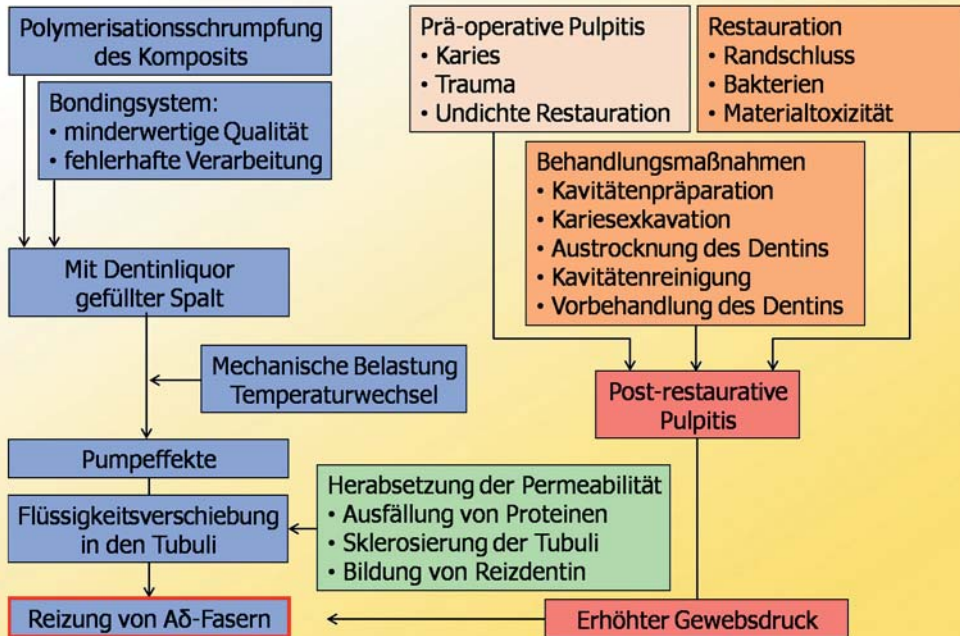 Polymerisationsschrumpfung
des Komposits
Bondingsystem:
• minderwertige Qualität
• fehlerhafte Verarbeitung
Mit Dentinliquor
gefüllter Spalt
Mechanische Belastung
Temperaturwechsel
Pumpeffekte
Flüssigkeitsverschiebung
in den Tubuli
Herabsetzung der Permeabilität
• Ausfällung von Proteinen
• Sklerosierung der Tubuli
• Bildung von Reizdentin
Reizung von Aδ-Fasern
Prä-operative Pulpitis
• Karies
• Trauma
• Undichte Restauration
Restauration
• Randschluss
• Bakterien
• Materialtoxizität
Behandlungsmaßnahmen
• Kavitätenpräparation
• Kariesexkavation
• Austrocknung des Dentins
• Kavitätenreinigung
• Vorbehandlung des Dentins
Post-restaurative
Pulpitis
Erhöhter Gewebsdruck